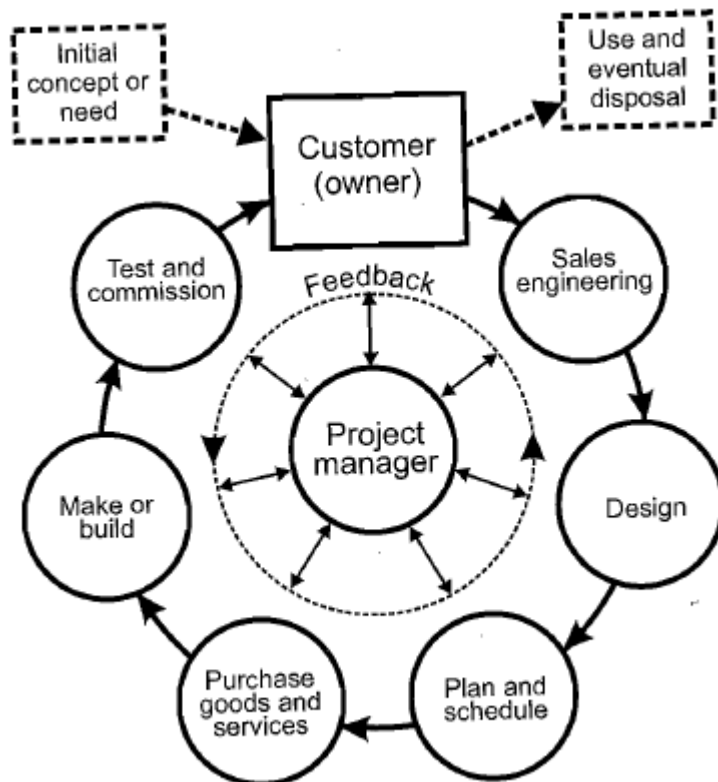 Initial
concept or
need
Use and
eventual
disposal
Customer
(owner)
Test and
commission
Feedback
Sales
engineering
Project
manager
Make or
build
Design
Purchase
goods and
services
Plan and
schedule